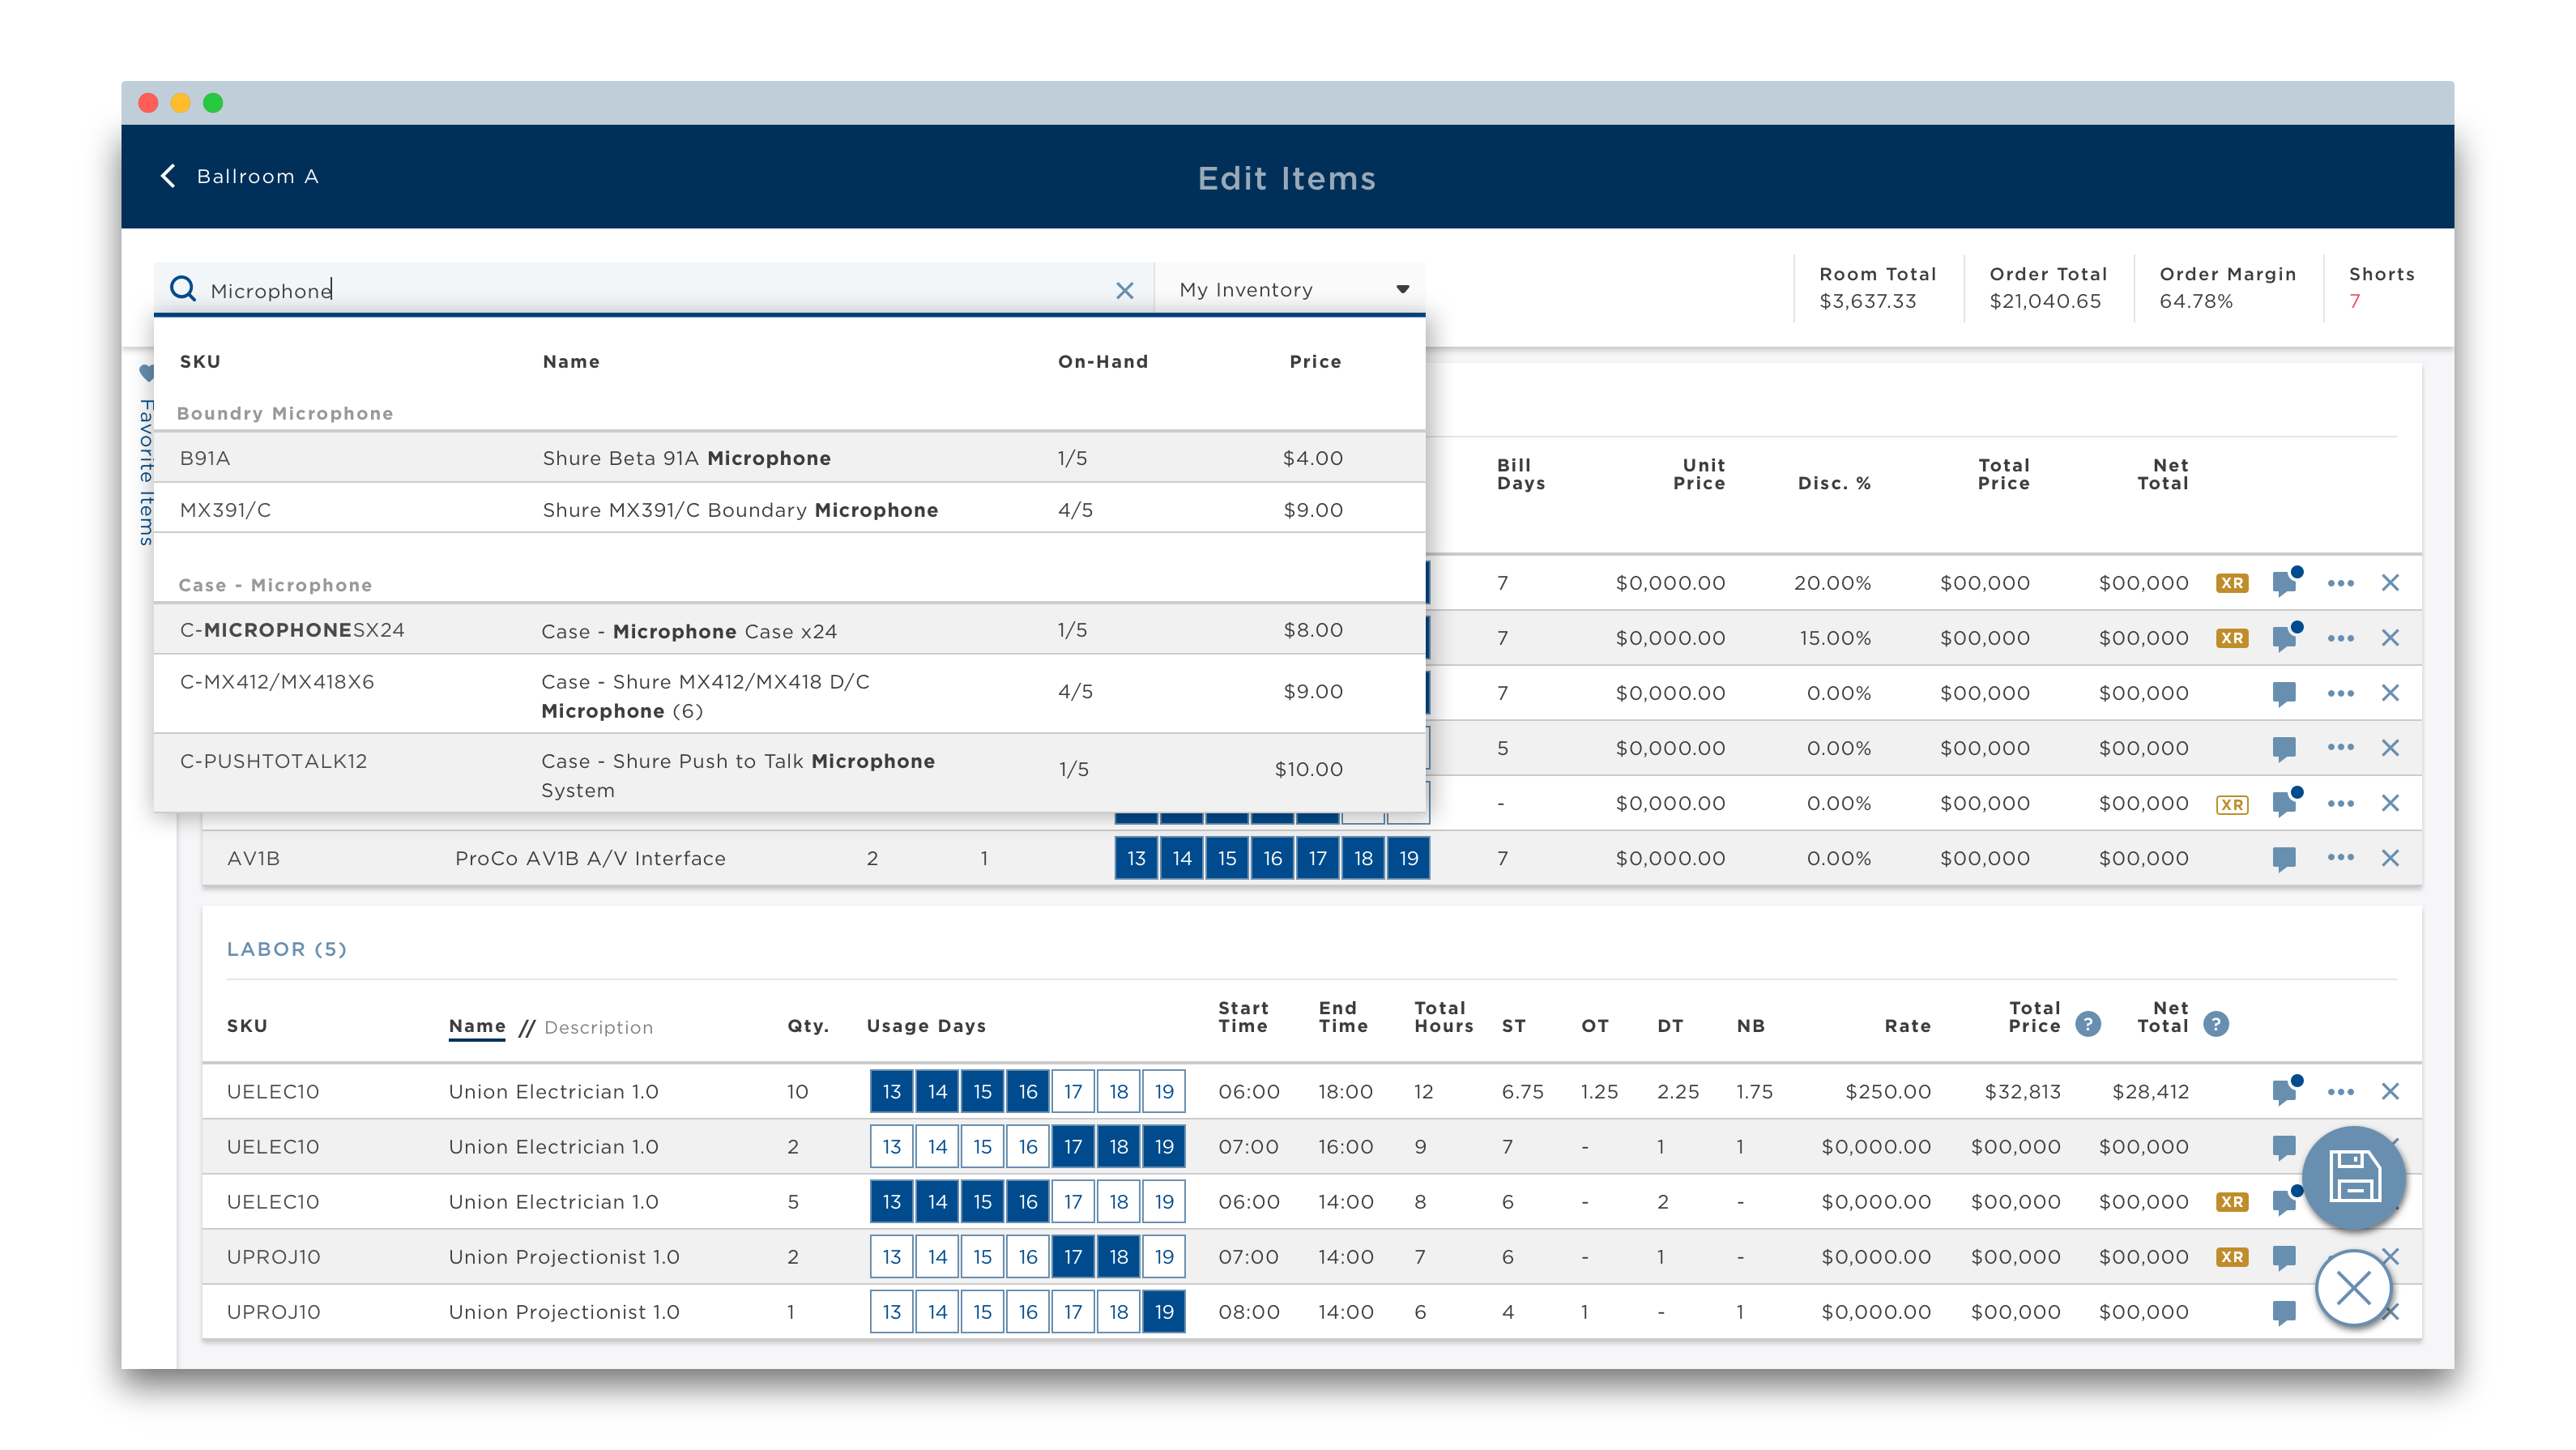 Ballroom A
Edit Items
Microphone
My Inventory
Room Total
$3,637.33
Order Total
$21,040.65
Order Margin
64.78%
Shorts
7
Favorite Items
SKU Name On-Hand Price
Boundry Microphone
B91A Shure Beta 91A Microphone 1/5 $4.00
MX391/C Shure MX391/C Boundary Microphone 4/5 $9.00
Case - Microphone
C-MICROPHONESX24 Case - Microphone Case x24 1/5 $8.00
C-MX412/MX418X6 Case - Shure MX412/MX418 D/C 4/5 $9.00
Microphone (6)
C-PUSHTOTALK12 Case - Shure Push to Talk Microphone 1/5 $10.00
System
Bill Days Unit Price Disc. % Total Price Net Total
7 $0,000.00 20.00% $00,000 $00,000 XR
7 $0,000.00 15.00% $00,000 $00,000 XR
7 $0,000.00 0.00% $00,000 $00,000
5 $0,000.00 0.00% $00,000 $00,000
- $0,000.00 0.00% $00,000 $00,000 XR
AV1B ProCo AV1B A/V Interface 2 1 13 14 15 16 17 18 19 7 $0,000.00 0.00% $00,000 $00,000
LABOR (5)
SKU Name // Description Qty. Usage Days Start Time End Time Total Hours ST OT DT NB Rate Total Price ? Net Total ?
UELEC10 Union Electrician 1.0 10 13 14 15 16 17 18 19 06:00 18:00 12 6.75 1.25 2.25 1.75 $250.00 $32,813 $28,412
UELEC10 Union Electrician 1.0 2 13 14 15 16 17 18 19 07:00 16:00 9 7 - 1 1 $0,000.00 $00,000 $00,000
UELEC10 Union Electrician 1.0 5 13 14 15 16 17 18 19 06:00 14:00 8 6 - 2 - $0,000.00 $00,000 $00,000 XR
UPROJ10 Union Projectionist 1.0 2 13 14 15 16 17 18 19 07:00 14:00 7 6 - 1 - $0,000.00 $00,000 $00,000 XR
UPROJ10 Union Projectionist 1.0 1 13 14 15 16 17 18 19 08:00 14:00 6 4 1 - 1 $0,000.00 $00,000 $00,000